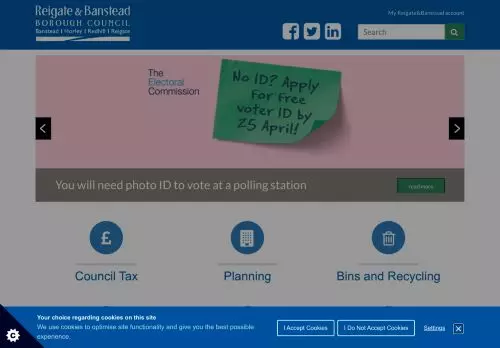 Reigate & Banstead
BOROUGH COUNCIL
Banstead | Horley | Redhill | Reigate
My Reigate&Banstead account
Search
The
Electoral
Commission
No ID? Apply
for free
voter ID by
25 April!
You will need photo ID to vote at a polling station
read more
£
Council Tax
Planning
Bins and Recycling
Your choice regarding cookies on this site
We use cookies to optimise site functionality and give you the best possible
experience.
I Accept Cookies
I Do Not Accept Cookies
Settings